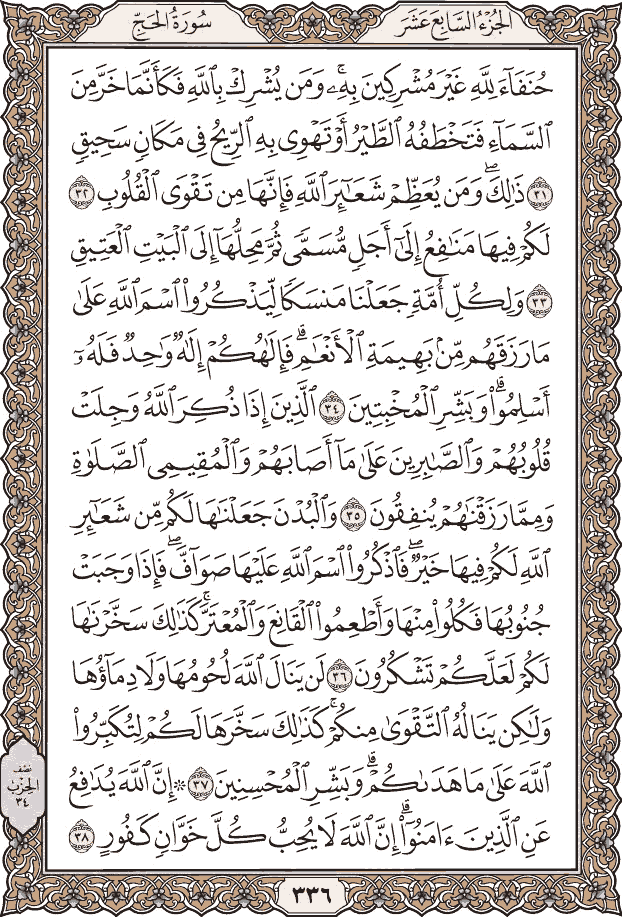 الجُزْءُ السَّابِعَ عَشَرَ
سُورَةُ الحَجِّ
حُنَفَآءَ لِلَّهِ غَيْرَ مُشْرِكِينَ بِهِۦۚ وَمَن يُشْرِكْ بِٱللَّهِ فَكَأَنَّمَا خَرَّ مِنَ
ٱلسَّمَآءِ فَتَخْطَفُهُ ٱلطَّيْرُ أَوْ تَهْوِى بِهِ ٱلرِّيحُ فِى مَكَانٍ سَحِيقٍ
٣١ ذَٰلِكَۖ وَمَن يُعَظِّمْ شَعَـٰٓئِرَ ٱللَّهِ فَإِنَّهَا مِن تَقْوَى ٱلْقُلُوبِ ٣٢
لَكُمْ فِيهَا مَنَـٰفِعُ إِلَىٰٓ أَجَلٍ مُّسَمًّى ثُمَّ مَحِلُّهَآ إِلَى ٱلْبَيْتِ ٱلْعَتِيقِ
٣٣ وَلِكُلِّ أُمَّةٍ جَعَلْنَا مَنسَكًا لِّيَذْكُرُوا۟ ٱسْمَ ٱللَّهِ عَلَىٰ
مَا رَزَقَهُم مِّنۢ بَهِيمَةِ ٱلْأَنْعَـٰمِۗ فَإِلَـٰهُكُمْ إِلَـٰهٌ وَٰحِدٌ فَلَهُۥٓ
أَسْلِمُوا۟ۗ وَبَشِّرِ ٱلْمُخْبِتِينَ ٣٤ ٱلَّذِينَ إِذَا ذُكِرَ ٱللَّهُ وَجِلَتْ
قُلُوبُهُمْ وَٱلصَّـٰبِرِينَ عَلَىٰ مَآ أَصَابَهُمْ وَٱلْمُقِيمِى ٱلصَّلَوٰةِ
وَمِمَّا رَزَقْنَـٰهُمْ يُنفِقُونَ ٣٥ وَٱلْبُدْنَ جَعَلْنَـٰهَا لَكُم مِّن شَعَـٰٓئِرِ
ٱللَّهِ لَكُمْ فِيهَا خَيْرٌۖ فَٱذْكُرُوا۟ ٱسْمَ ٱللَّهِ عَلَيْهَا صَوَآفَّۖ فَإِذَا وَجَبَتْ
جُنُوبُهَا فَكُلُوا۟ مِنْهَا وَأَطْعِمُوا۟ ٱلْقَانِعَ وَٱلْمُعْتَرَّۚ كَذَٰلِكَ سَخَّرْنَـٰهَا
لَكُمْ لَعَلَّكُمْ تَشْكُرُونَ ٣٦ لَن يَنَالَ ٱللَّهَ لُحُومُهَا وَلَا دِمَآؤُهَا
وَلَـٰكِن يَنَالُهُ ٱلتَّقْوَىٰ مِنكُمْۚ كَذَٰلِكَ سَخَّرَهَا لَكُمْ لِتُكَبِّرُوا۟
ٱللَّهَ عَلَىٰ مَا هَدَىٰكُمْۗ وَبَشِّرِ ٱلْمُحْسِنِينَ ٣٧ ۞ إِنَّ ٱللَّهَ يُدَٰفِعُ
عَنِ ٱلَّذِينَ ءَامَنُوٓا۟ۗ إِنَّ ٱللَّهَ لَا يُحِبُّ كُلَّ خَوَّانٍ كَفُورٍ ٣٨
نصف
الحزب
٣٤
٣٣٦